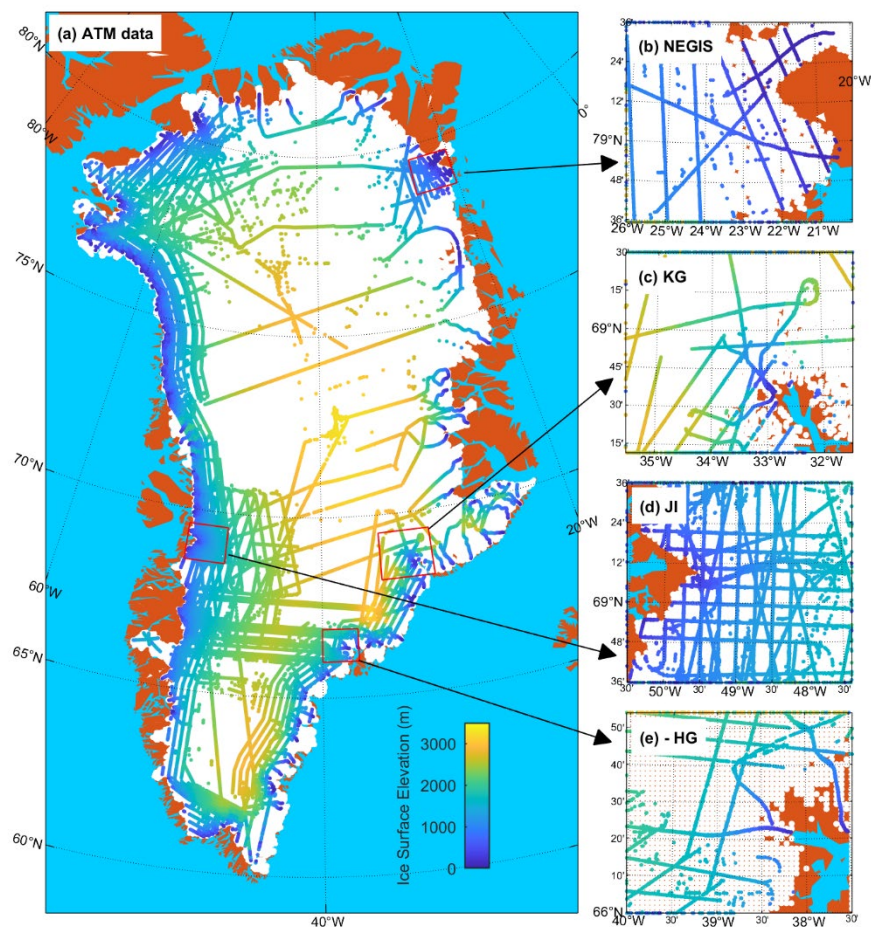 (a) ATM data
80°N
80°W
75°N
70°N
60°W
65°N
60°N
40°W
20°W
0°
Ice Surface Elevation (m)
3000
2000
1000
0
(b) NEGIS
36'
24'
12'
79°N
48'
36'
20°W
26°W 25°W 24°W 23°W 22°W 21°W
(c) KG
30'
15'
69°N
45'
30'
15'
35°W 34°W 33°W 32°W
(d) JI
36'
24'
12'
69°N
48'
36'
30' 50°W 30' 49°W 30' 48°W 30'
(e) - HG
50'
40'
30'
20'
10'
66°N
40°W 30' 39°W 30' 38°W 30'